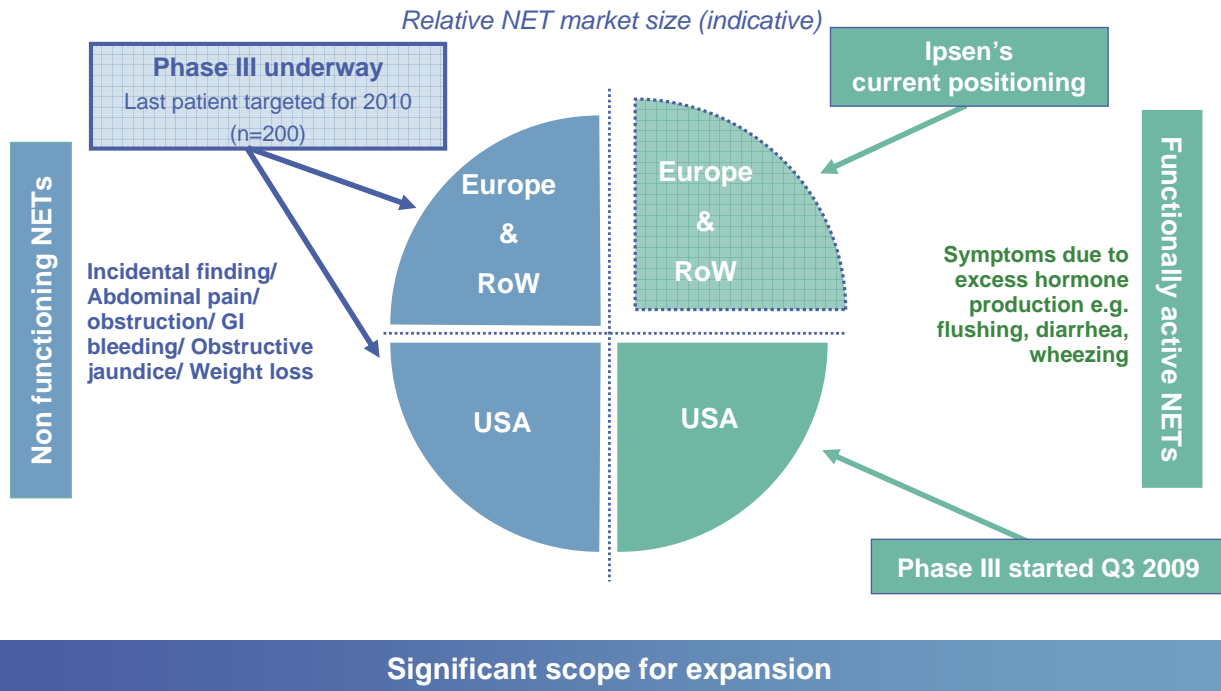 Relative NET market size (indicative)
Phase III underway
Last patient targeted for 2010
(n=200)
Ipsen's
current positioning
Non functioning NETs
Incidental finding/
Abdominal pain/
obstruction/ GI
bleeding/ Obstructive
jaundice/ Weight loss
Europe
&
RoW
Europe
&
RoW
Symptoms due to
excess hormone
production e.g.
flushing, diarrhea,
wheezing
Functionally active NETs
USA
USA
Phase III started Q3 2009
Significant scope for expansion